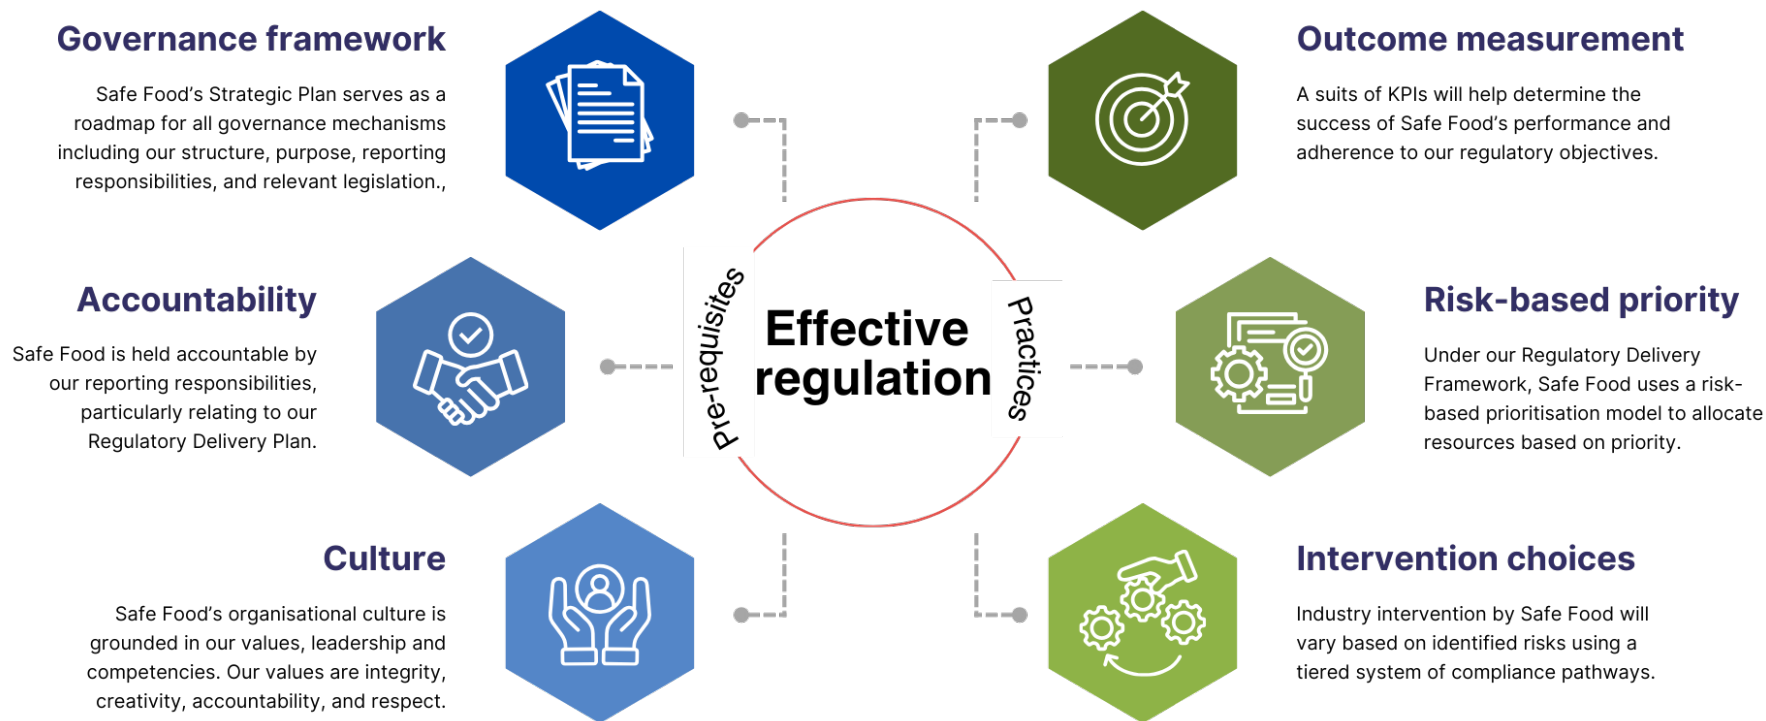 Governance framework
Safe Food’s Strategic Plan serves as a
roadmap for all governance mechanisms
including our structure, purpose, reporting
responsibilities, and relevant legislation.,
Accountability
Safe Food is held accountable by
our reporting responsibilities,
particularly relating to our
Regulatory Delivery Plan.
Culture
Safe Food’s organisational culture is
grounded in our values, leadership and
competencies. Our values are integrity,
creativity, accountability, and respect.
Pre-requisites
Effective
regulation
Practices
Outcome measurement
A suits of KPIs will help determine the
success of Safe Food’s performance and
adherence to our regulatory objectives.
Risk-based priority
Under our Regulatory Delivery
Framework, Safe Food uses a risk-
based prioritisation model to allocate
resources based on priority.
Intervention choices
Industry intervention by Safe Food will
vary based on identified risks using a
tiered system of compliance pathways.